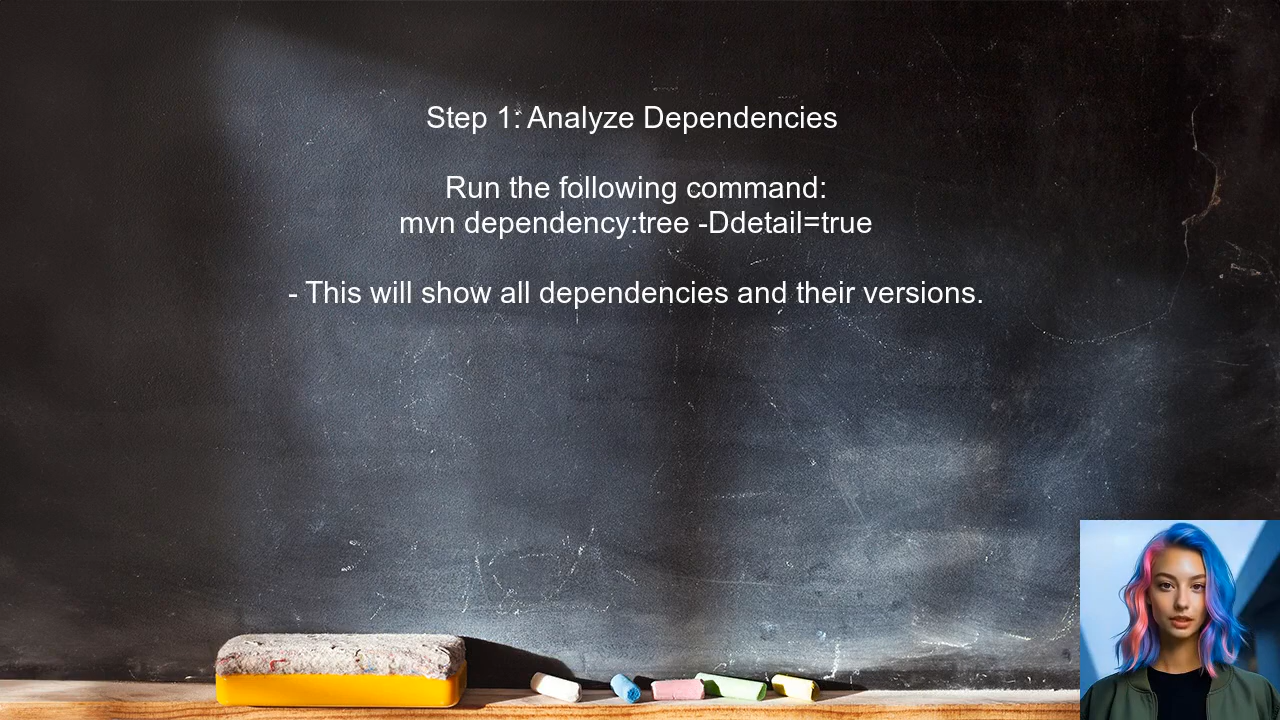 Step 1: Analyze Dependencies
Run the following command:
mvn dependency:tree -Ddetail=true
- This will show all dependencies and their versions.